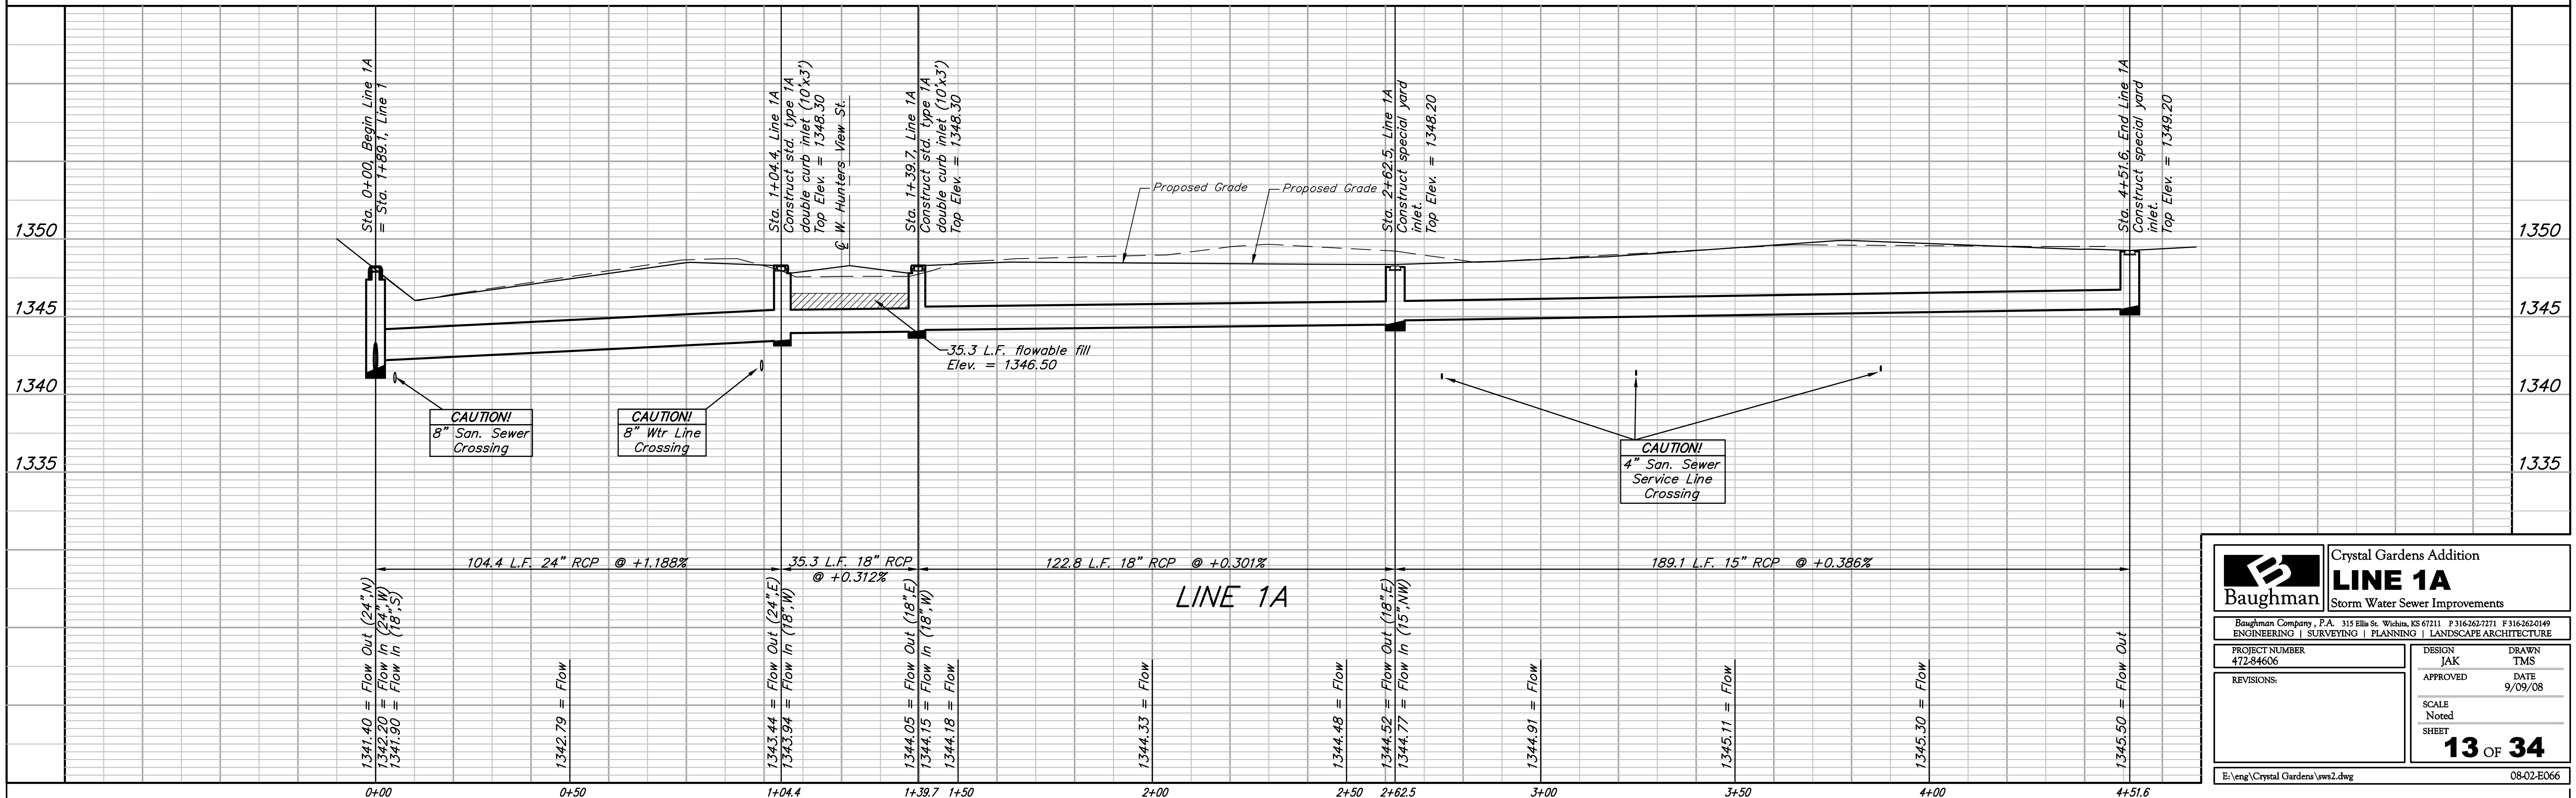 Sta. 0+00, Begin Line 1A
= Sta. 1+89.1, Line 1
Sta. 1+04.4, Line 1A
Construct std. type 1A
double curb inlet (10'x3')
Top Elev. = 1348.30
℄ W. Hunters View St.
Sta. 1+39.7, Line 1A
Construct std. type 1A
double curb inlet (10'x3')
Top Elev. = 1348.30
Sta. 2+62.5, Line 1A
Construct special yard
inlet.
Top Elev. = 1348.20
Sta. 4+51.6, End Line 1A
Construct special yard
inlet.
Top Elev. = 1349.20
Proposed Grade
Proposed Grade
1350
1345
1340
1335
1350
1345
1340
1335
35.3 L.F. flowable fill
Elev. = 1346.50
CAUTION!
8" San. Sewer
Crossing
CAUTION!
8" Wtr Line
Crossing
CAUTION!
4" San. Sewer
Service Line
Crossing
104.4 L.F. 24" RCP @ +1.188%
35.3 L.F. 18" RCP
@ +0.312%
122.8 L.F. 18" RCP @ +0.301%
189.1 L.F. 15" RCP @ +0.386%
LINE 1A
1341.40 = Flow Out (24",N)
1342.20 = Flow In (24",W)
1341.90 = Flow In (18",S)
1342.79 = Flow
1343.44 = Flow Out (24",E)
1343.94 = Flow In (18",W)
1344.05 = Flow Out (18",E)
1344.15 = Flow In (18",W)
1344.18 = Flow
1344.33 = Flow
1344.48 = Flow
1344.52 = Flow Out (18",E)
1344.77 = Flow In (15",NW)
1344.91 = Flow
1345.11 = Flow
1345.30 = Flow
1345.50 = Flow Out
0+00 0+50 1+04.4 1+39.7 1+50 2+00 2+50 2+62.5 3+00 3+50 4+00 4+51.6
B
Baughman
Crystal Gardens Addition
LINE 1A
Storm Water Sewer Improvements
Baughman Company, P.A. 315 Ellis St. Wichita, KS 67211 P 316-262-7271 F 316-262-0149
ENGINEERING | SURVEYING | PLANNING | LANDSCAPE ARCHITECTURE
PROJECT NUMBER
472-84606
REVISIONS:
DESIGN
JAK
DRAWN
TMS
APPROVED
DATE
9/09/08
SCALE
Noted
SHEET
13 OF 34
E:\eng\Crystal Gardens\sws2.dwg
08-02-E066